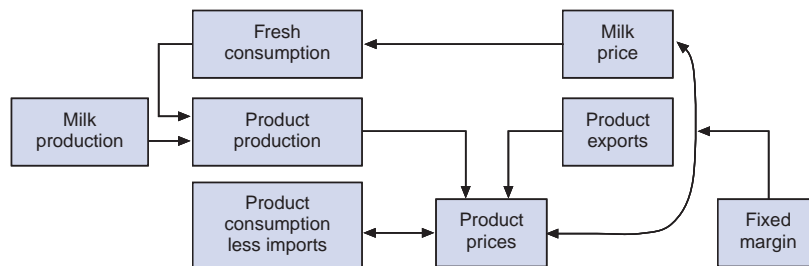 Fresh
consumption
Milk
price
Milk
production
Product
production
Product
exports
Product
consumption
less imports
Product
prices
Fixed
margin